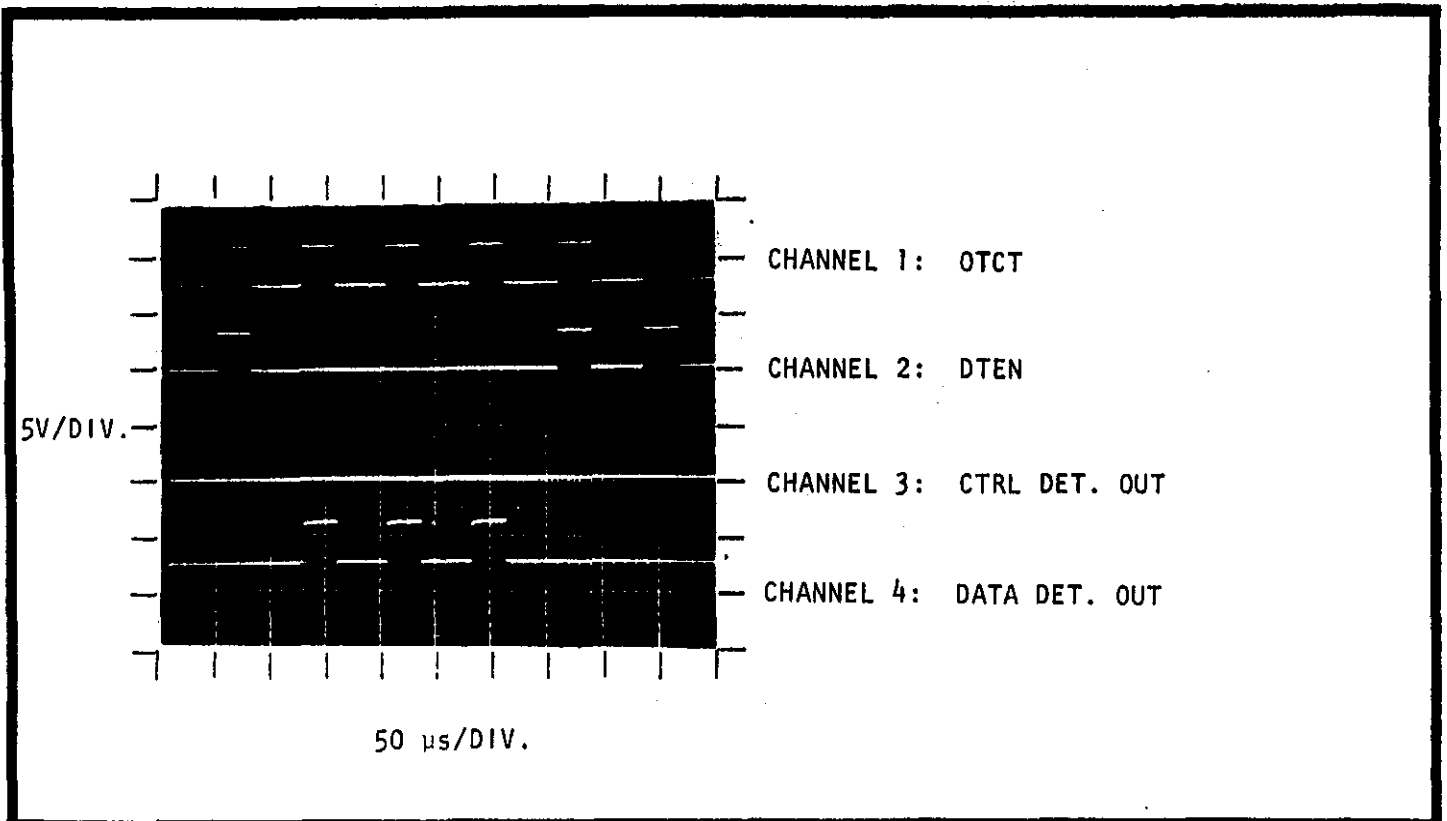 CHANNEL 1: OTCT
CHANNEL 2: DTEN
5V/DIV.
CHANNEL 3: CTRL DET. OUT
CHANNEL 4: DATA DET. OUT
50 µs/DIV.